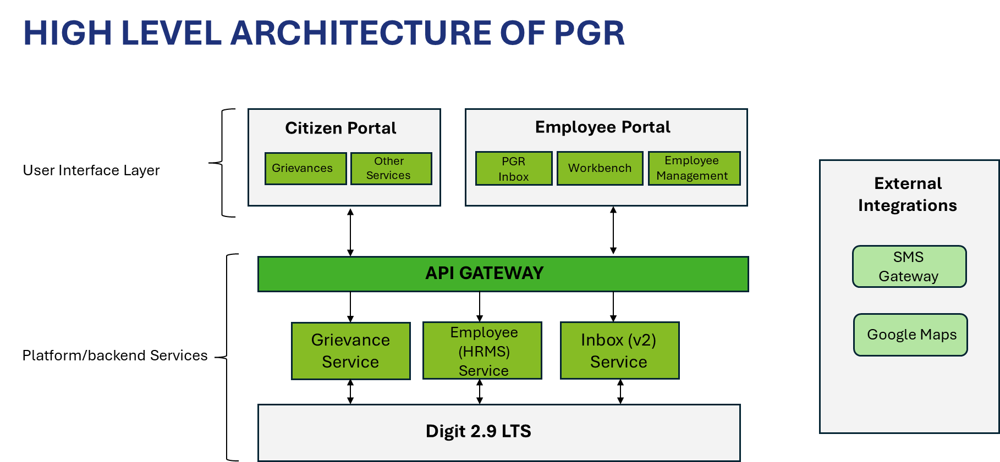 HIGH LEVEL ARCHITECTURE OF PGR
User Interface Layer
Citizen Portal
Grievances
Other
Services
Employee Portal
PGR
Inbox
Workbench
Employee
Management
API GATEWAY
Platform/backend Services
Grievance
Service
Employee
(HRMS)
Service
Inbox (v2)
Service
Digit 2.9 LTS
External
Integrations
SMS
Gateway
Google Maps